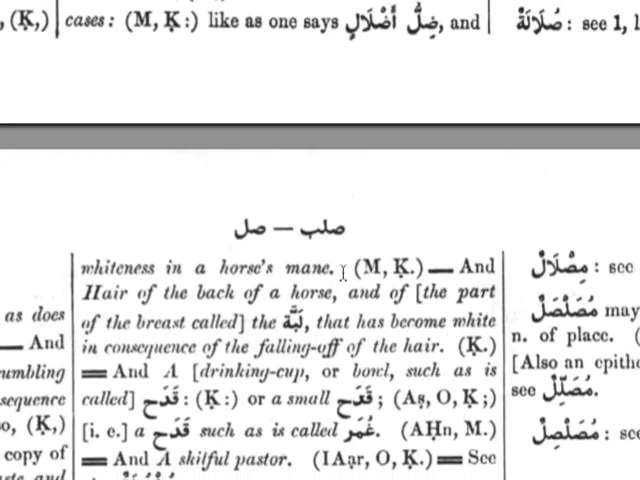 , (Ḳ,)
cases: (M, Ḳ:) like as one says ضِلُّ أَضْلَالٍ, and
صُلَالَةٌ: see 1, l
صل — صلب
as does
— And
umbling
sequence
o, (Ḳ,)
copy of
whiteness in a horse's mane. (M, Ḳ.) — And
Hair of the back of a horse, and of [the part
of the breast called] the لَبَّة, that has become white
in consequence of the falling-off of the hair. (Ḳ.)
═ And A [drinking-cup, or bowl, such as is
called] قَدَح: (Ḳ:) or a small قَدَح; (Aṣ, O, Ḳ;)
[i. e.] a قَدَح such as is called غُمَر. (AḤn, M.)
═ And A skilful pastor. (IAạr, O, Ḳ.) ═ See
مِصْلَالٌ: see
مُصَلْصَلٌ may
n. of place. (
[Also an epithe
see مُصَلِّلٌ.
مُصَلْصِلٌ: see